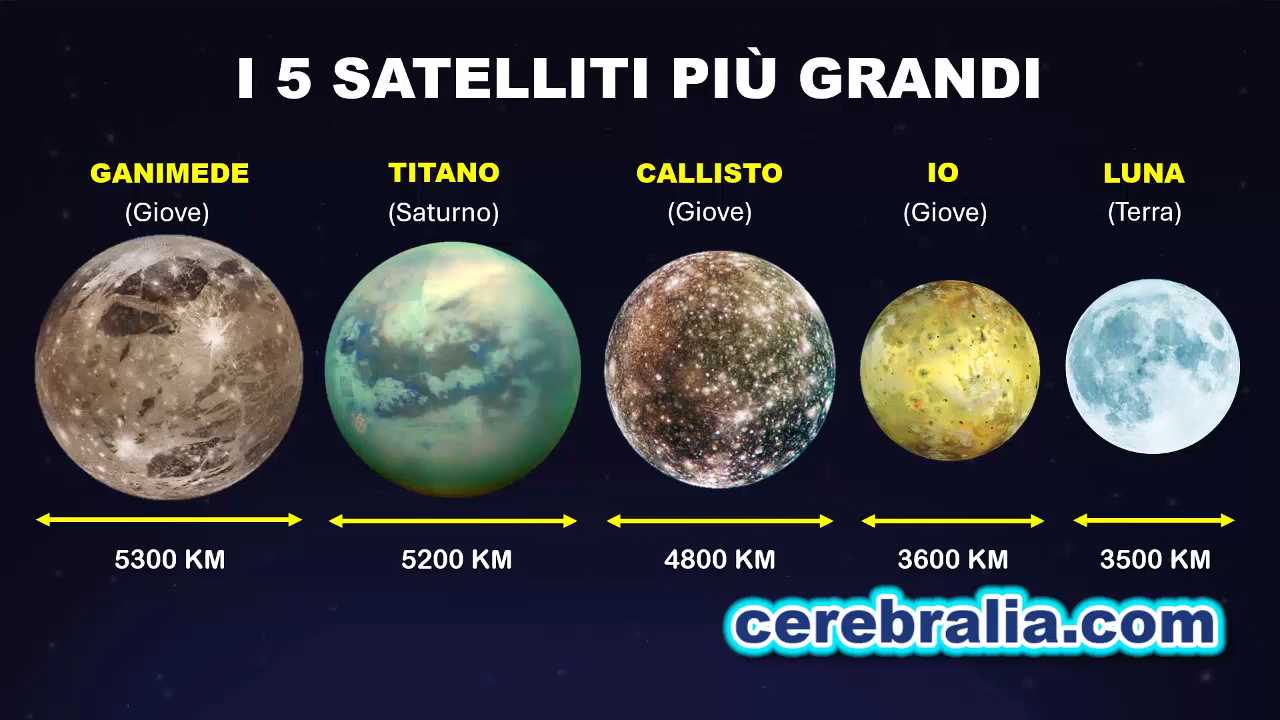 I 5 SATELLITI PIÙ GRANDI
GANIMEDE
(Giove)
TITANO
(Saturno)
CALLISTO
(Giove)
IO
(Giove)
LUNA
(Terra)
5300 KM
5200 KM
4800 KM
3600 KM
3500 KM
cerebralia.com